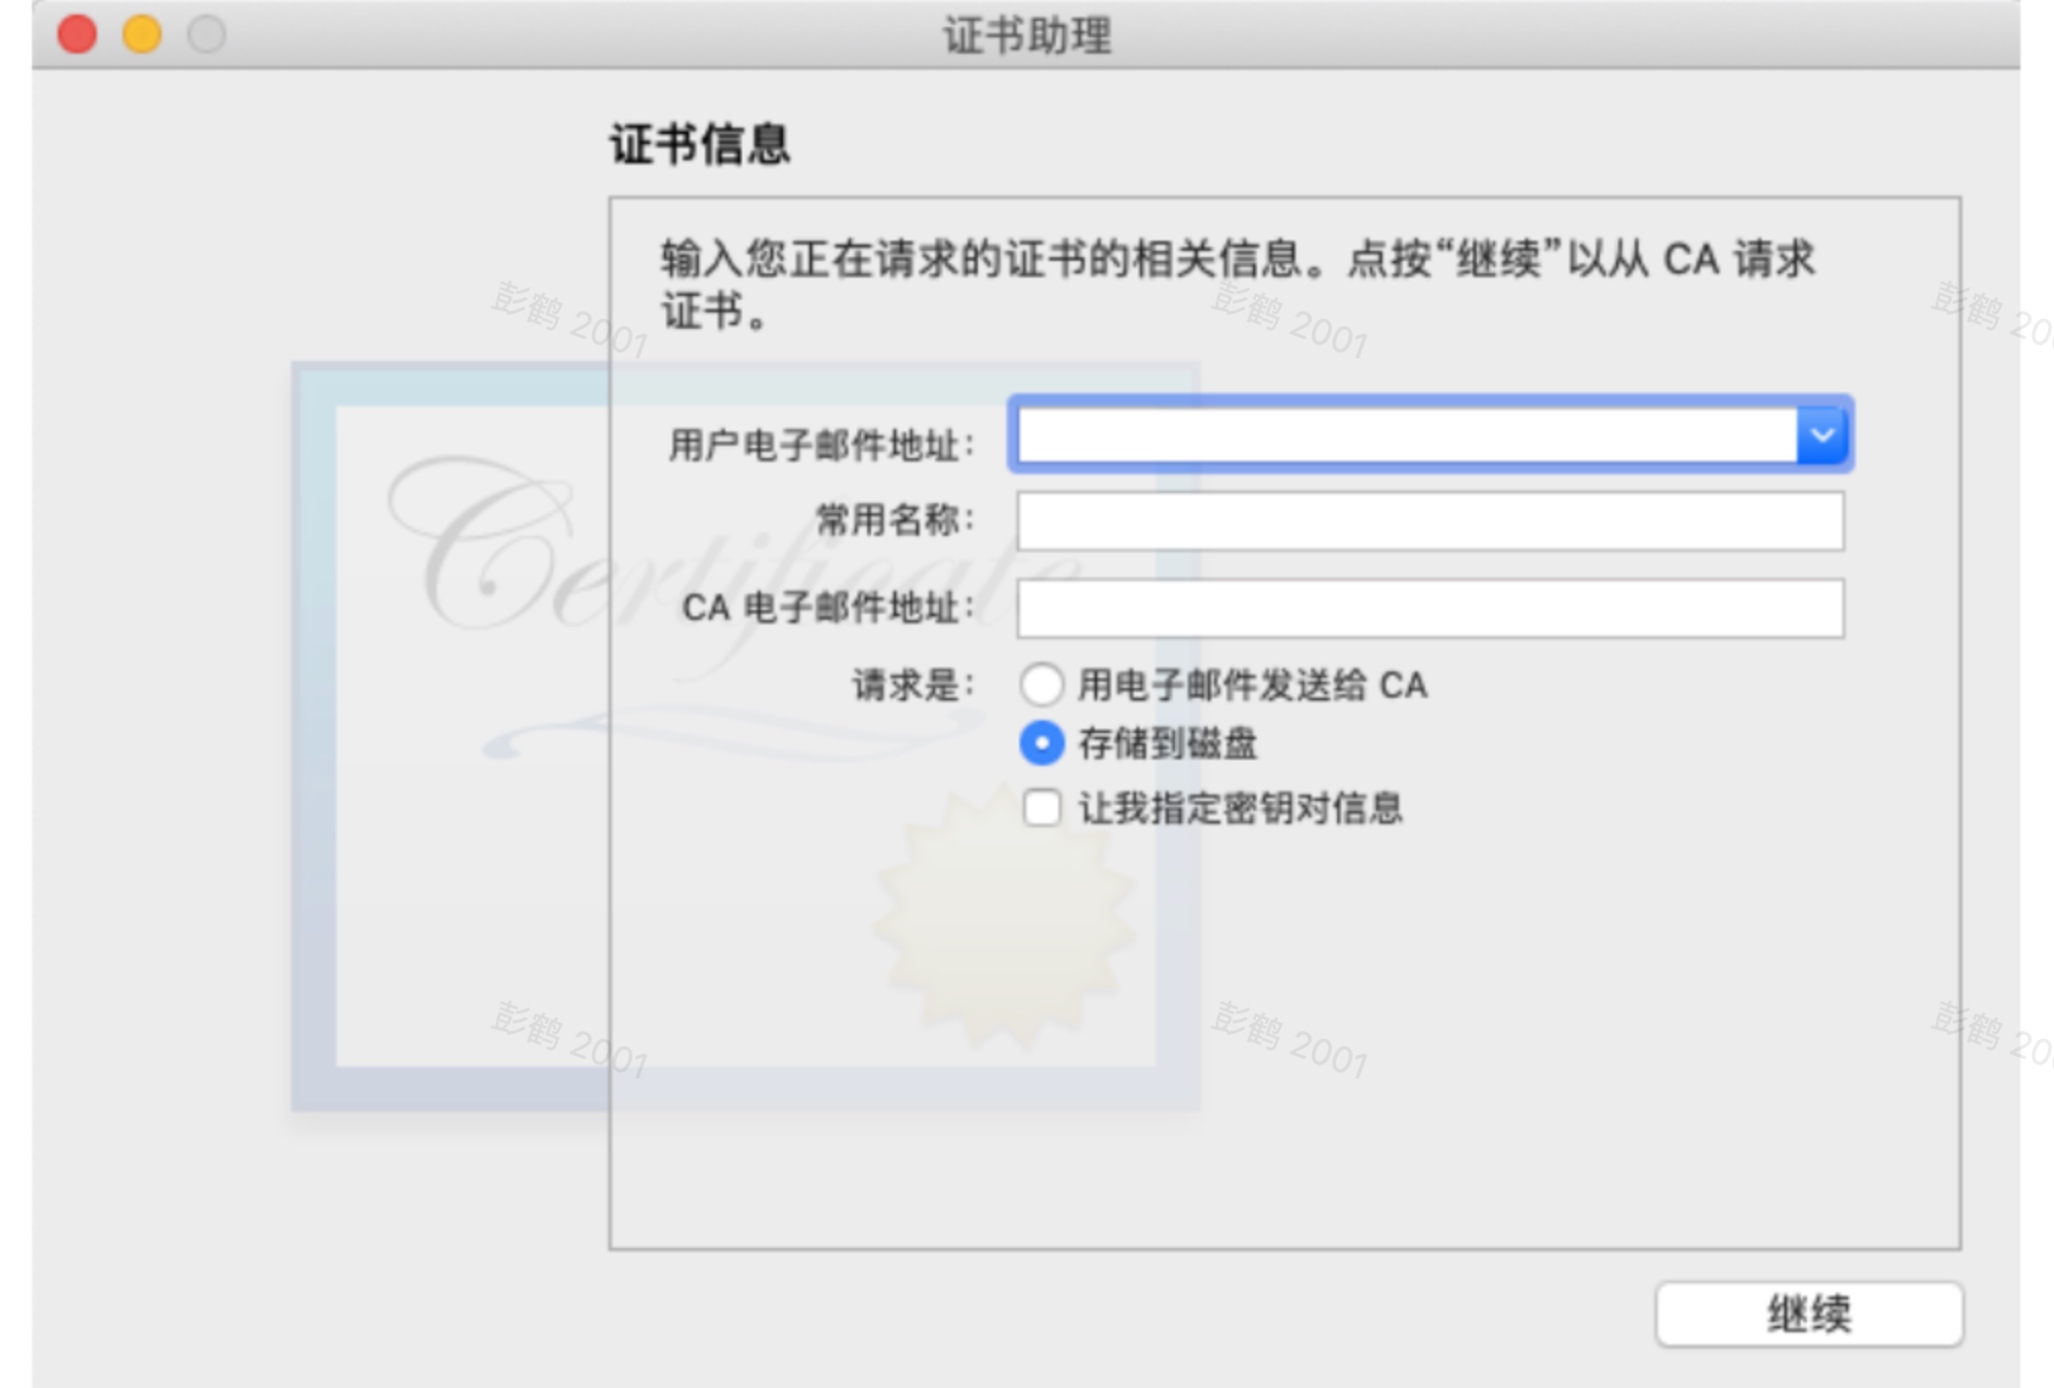 证书助理
证书信息
输入您正在请求的证书的相关信息。点按“继续”以从 CA 请求
证书。
彭鹤 2001
彭鹤 2001
彭鹤 200
用户电子邮件地址：
常用名称：
Certificate
CA 电子邮件地址：
请求是：
用电子邮件发送给 CA
存储到磁盘
让我指定密钥对信息
彭鹤 2001
彭鹤 2001
彭鹤 200
继续